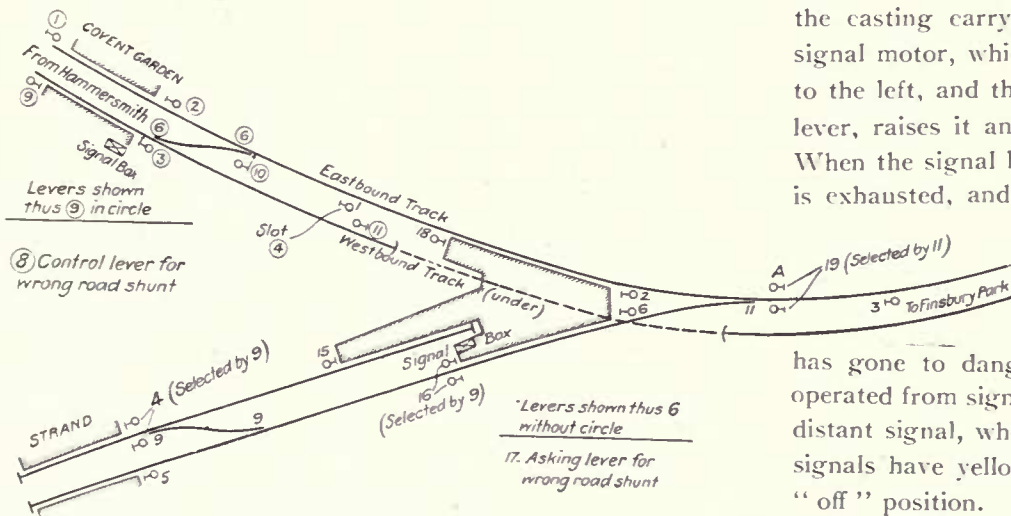 ①
COVENT GARDEN
②
From Hammersmith
⑨
⑥
③
Signal Box
⑥
⑩
Levers shown
thus ⑨ in circle
⑧ Control lever for
wrong road shunt
Eastbound Track
1
⑪
Slot
④
Westbound Track
(under)
18
2
6
11
A
19 (Selected by 11)
3
To Finsbury Park
15
Signal
Box
16
(Selected by 9)
4 (Selected by 9)
STRAND
9
9
5
Levers shown thus 6
without circle
17. Asking lever for
wrong road shunt
the casting carry
signal motor, whi
to the left, and th
lever, raises it an
When the signal l
is exhausted, and
has gone to dang
operated from sign
distant signal, wh
signals have yello
“ off ” position.